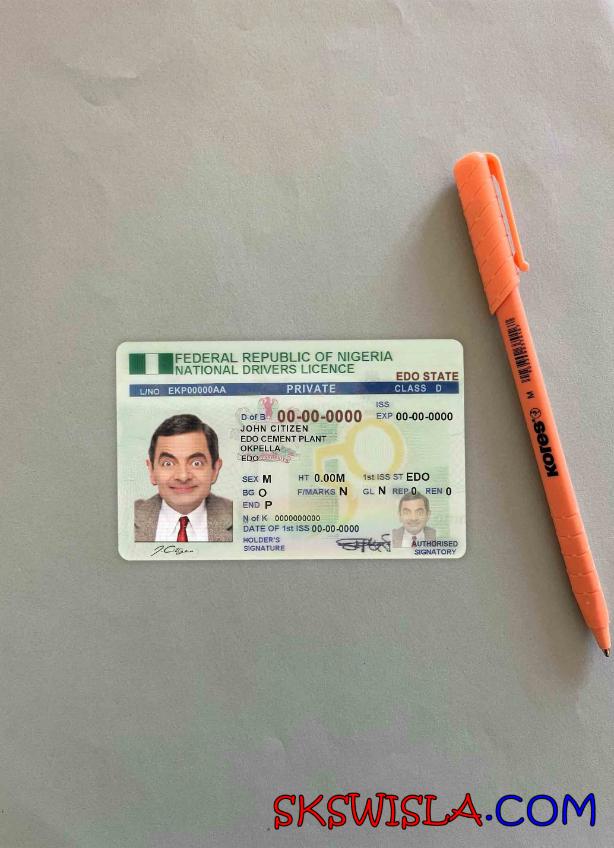 FEDERAL REPUBLIC OF NIGERIA
NATIONAL DRIVERS LICENCE
EDO STATE
L/NO EKP00000AA PRIVATE CLASS D
ISS
D of B 00-00-0000 EXP 00-00-0000
JOHN CITIZEN
EDO CEMENT PLANT
OKPELLA
EDO
SEX M HT 0.00M 1st ISS ST EDO
BG O F/MARKS N GL N REP 0 REN 0
END P
N of K 0000000000
DATE OF 1st ISS 00-00-0000
HOLDER'S
SIGNATURE
AUTHORISED
SIGNATORY
J. Citizen
M
Kores
SKSWISLA.COM